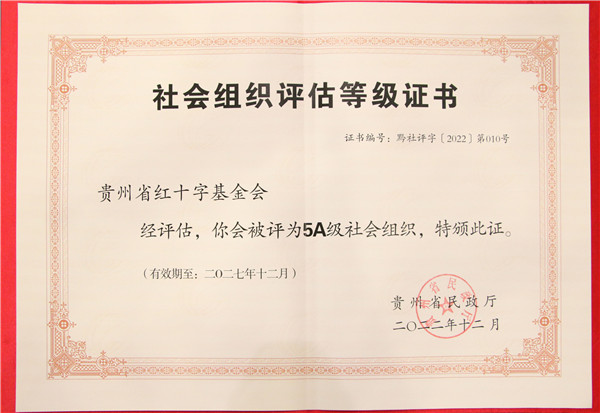 社会组织评估等级证书
证书编号：黔社评字〔2022〕第010号
贵州省红十字基金会
经评估，你会被评为5A级社会组织，特颁此证。
（有效期至：二〇二七年十二月）
贵州省民政厅
二〇二二年十二月